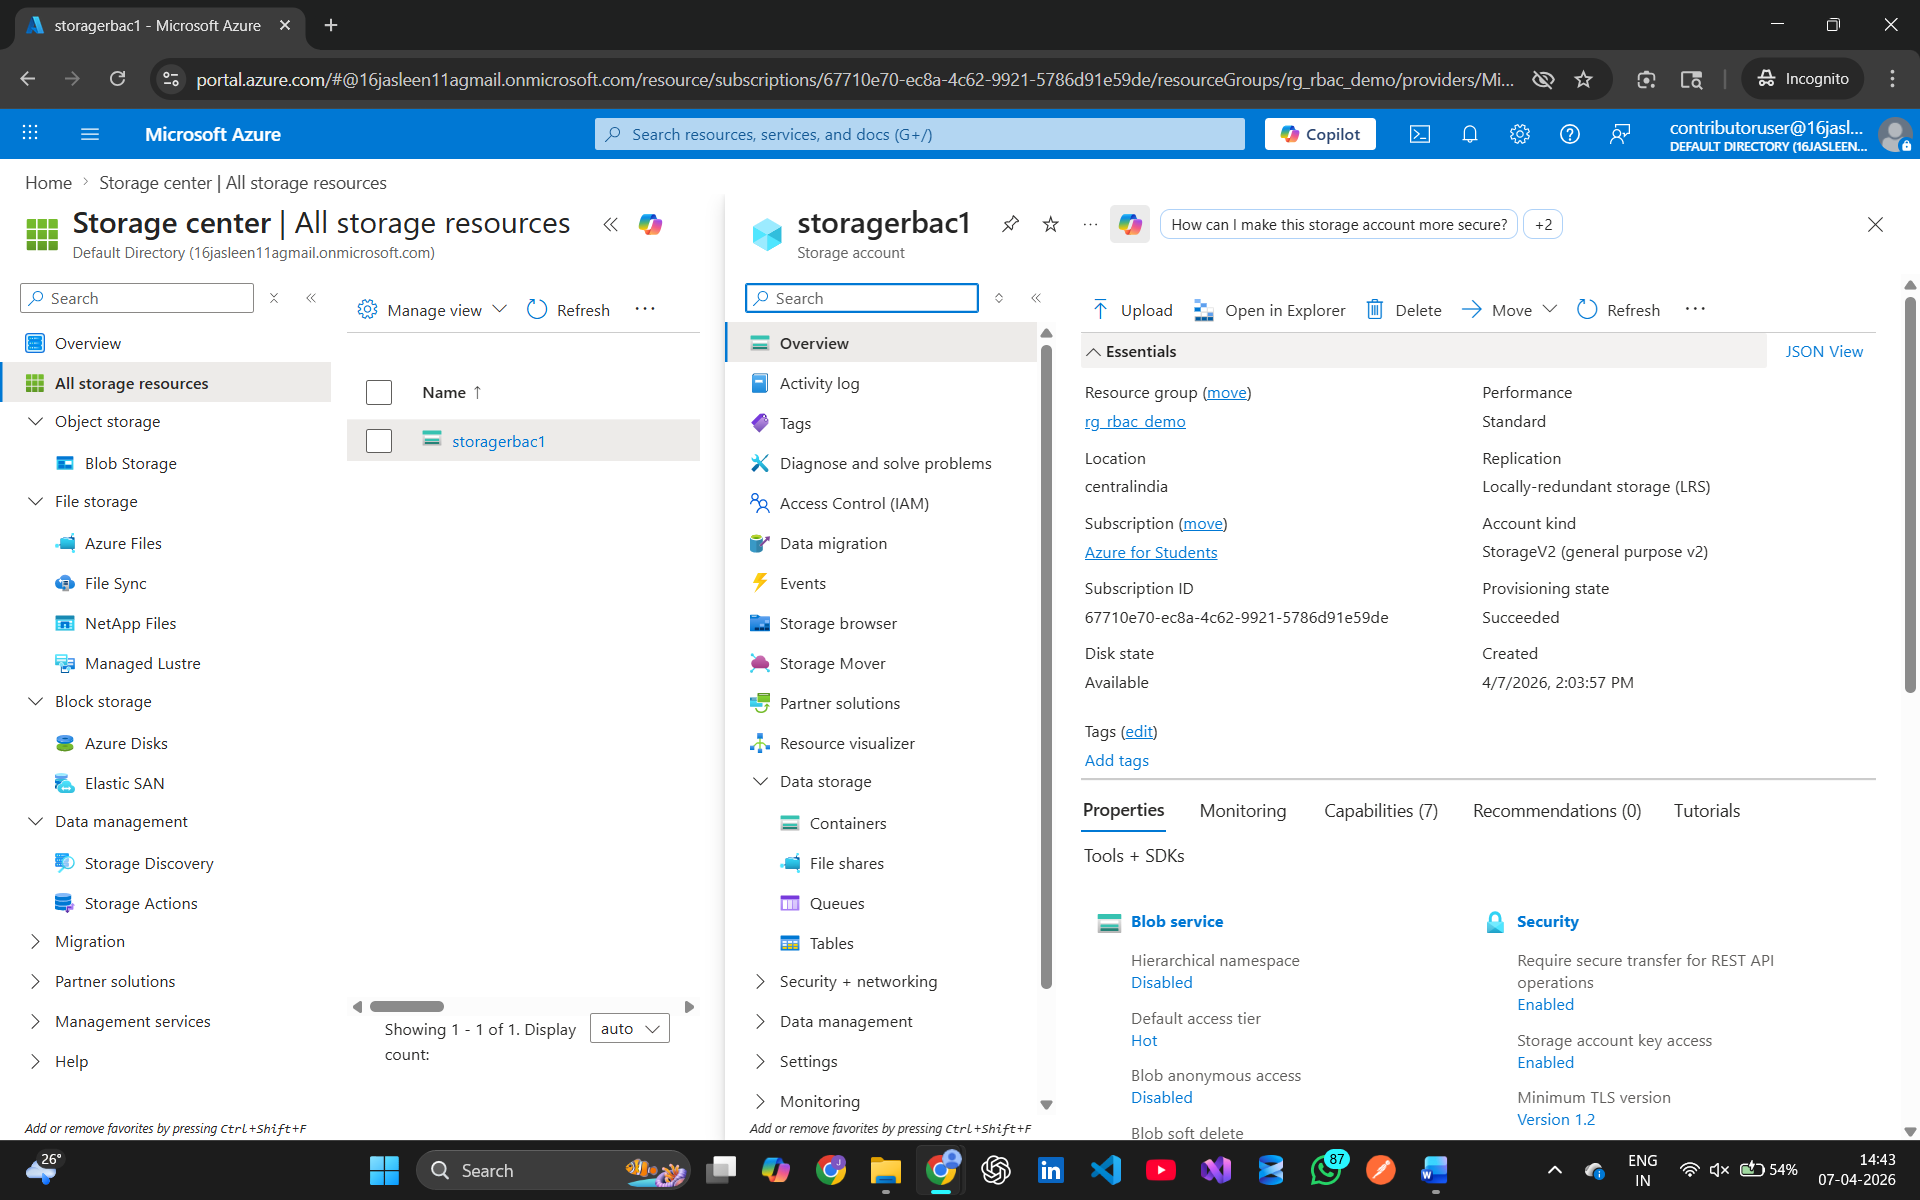 storagerbac1 - Microsoft Azure
portal.azure.com/#@16jasleen11agmail.onmicrosoft.com/resource/subscriptions/67710e70-ec8a-4c62-9921-5786d91e59de/resourceGroups/rg_rbac_demo/providers/Mi...
Incognito
Microsoft Azure
Search resources, services, and docs (G+/)
Copilot
contributoruser@16jasl...
DEFAULT DIRECTORY (16JASLEEN...
Home
Storage center | All storage resources
Storage center | All storage resources
Default Directory (16jasleen11agmail.onmicrosoft.com)
Search
Overview
All storage resources
Object storage
Blob Storage
File storage
Azure Files
File Sync
NetApp Files
Managed Lustre
Block storage
Azure Disks
Elastic SAN
Data management
Storage Discovery
Storage Actions
Migration
Partner solutions
Management services
Help
Add or remove favorites by pressing Ctrl+Shift+F
Manage view
Refresh
Name ↑
storagerbac1
Showing 1 - 1 of 1. Display
count:
auto
storagerbac1
Storage account
How can I make this storage account more secure?
+2
Search
Overview
Activity log
Tags
Diagnose and solve problems
Access Control (IAM)
Data migration
Events
Storage browser
Storage Mover
Partner solutions
Resource visualizer
Data storage
Containers
File shares
Queues
Tables
Security + networking
Data management
Settings
Monitoring
Add or remove favorites by pressing Ctrl+Shift+F
Upload
Open in Explorer
Delete
Move
Refresh
Essentials
JSON View
Resource group (move)
rg_rbac_demo
Location
centralindia
Subscription (move)
Azure for Students
Subscription ID
67710e70-ec8a-4c62-9921-5786d91e59de
Disk state
Available
Performance
Standard
Replication
Locally-redundant storage (LRS)
Account kind
StorageV2 (general purpose v2)
Provisioning state
Succeeded
Created
4/7/2026, 2:03:57 PM
Tags (edit)
Add tags
Properties
Monitoring
Capabilities (7)
Recommendations (0)
Tutorials
Tools + SDKs
Blob service
Hierarchical namespace
Disabled
Default access tier
Hot
Blob anonymous access
Disabled
Blob soft delete
Security
Require secure transfer for REST API
operations
Enabled
Storage account key access
Enabled
Minimum TLS version
Version 1.2
26°
Search
87
ENG
IN
54%
14:43
07-04-2026